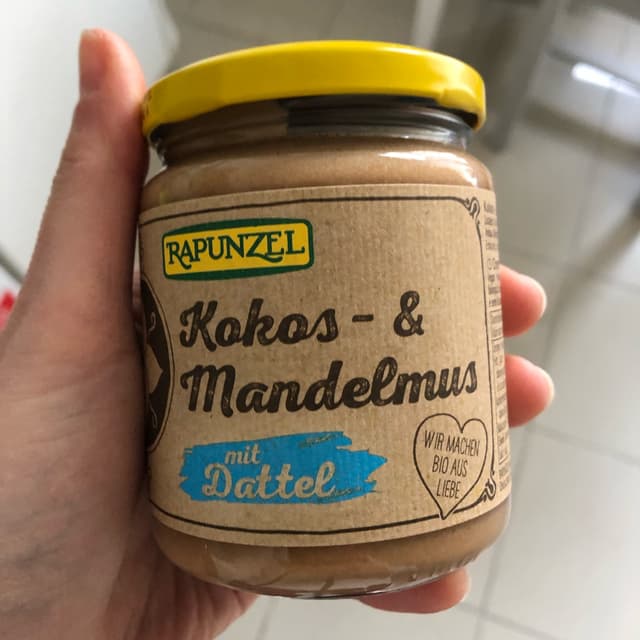 RAPUNZEL
Kokos - &
Mandelmus
mit
Dattel
WIR MACHEN
BIO AUS
LIEBE